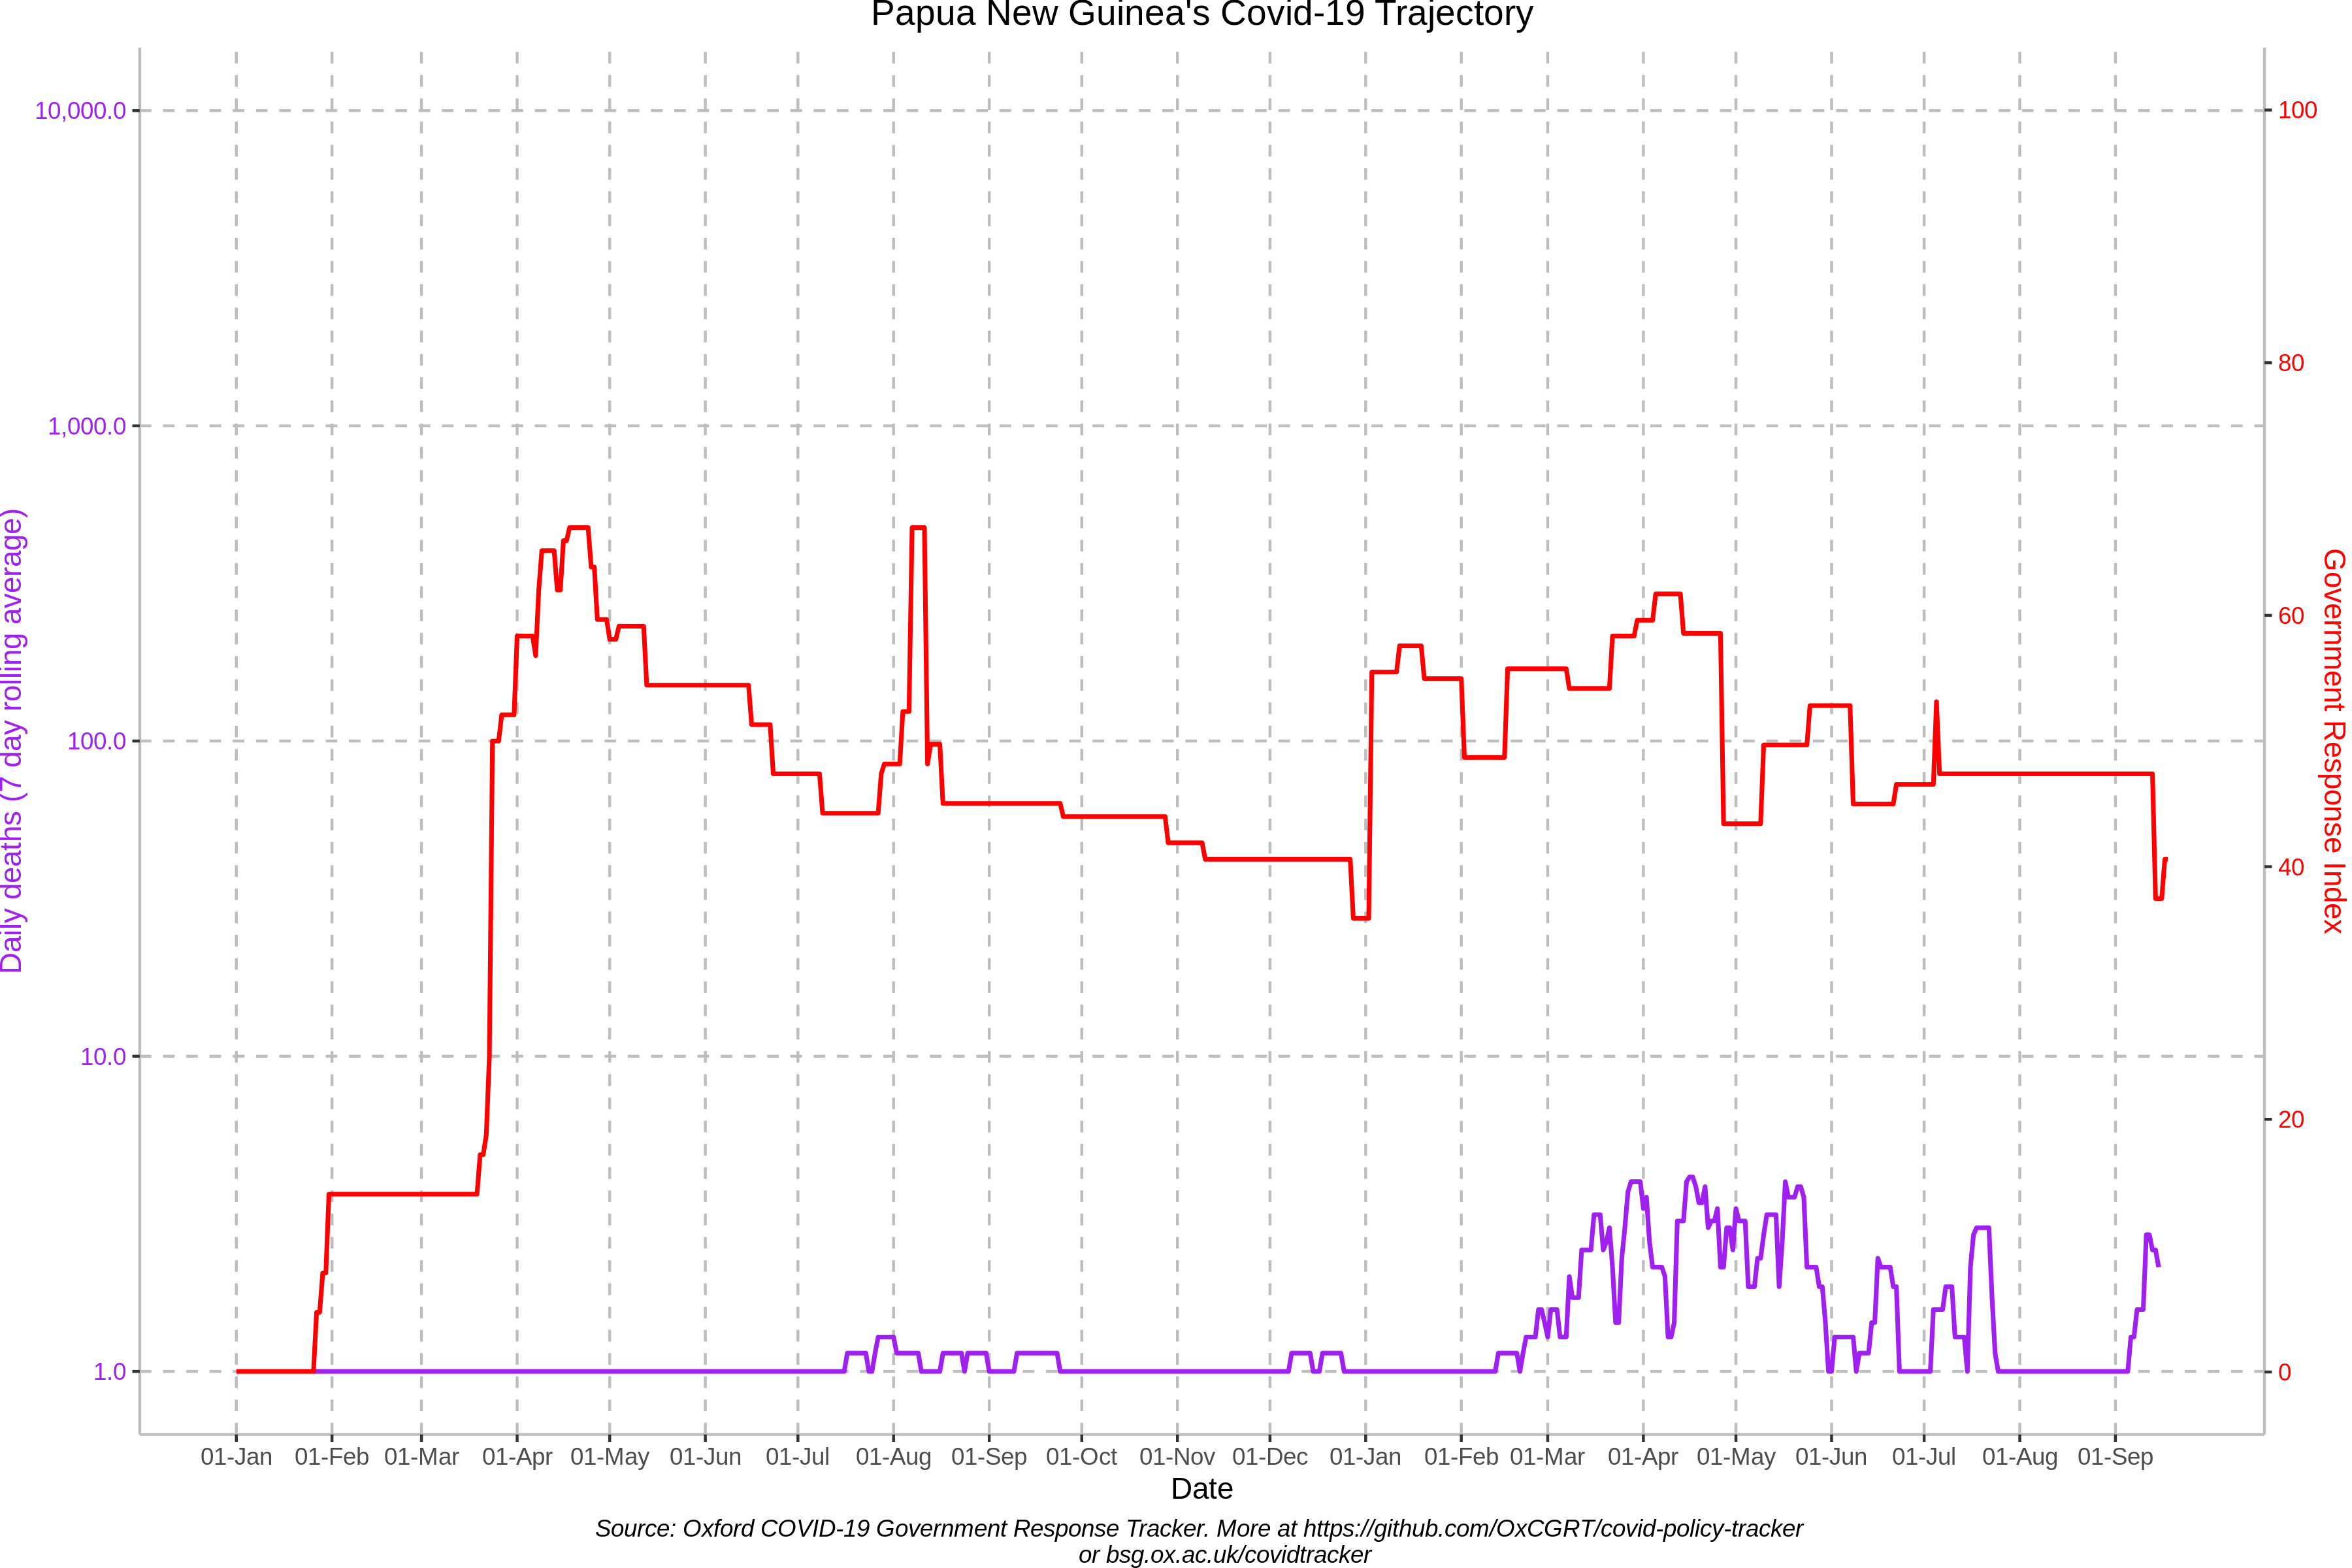 Papua New Guinea's Covid-19 Trajectory
10,000.0
1,000.0
100.0
10.0
1.0
Daily deaths (7 day rolling average)
100
80
60
40
20
0
Government Response Index
01-Jan 01-Feb 01-Mar 01-Apr 01-May 01-Jun 01-Jul 01-Aug 01-Sep 01-Oct 01-Nov 01-Dec 01-Jan 01-Feb 01-Mar 01-Apr 01-May 01-Jun 01-Jul 01-Aug 01-Sep
Date
Source: Oxford COVID-19 Government Response Tracker. More at https://github.com/OxCGRT/covid-policy-tracker
or bsg.ox.ac.uk/covidtracker